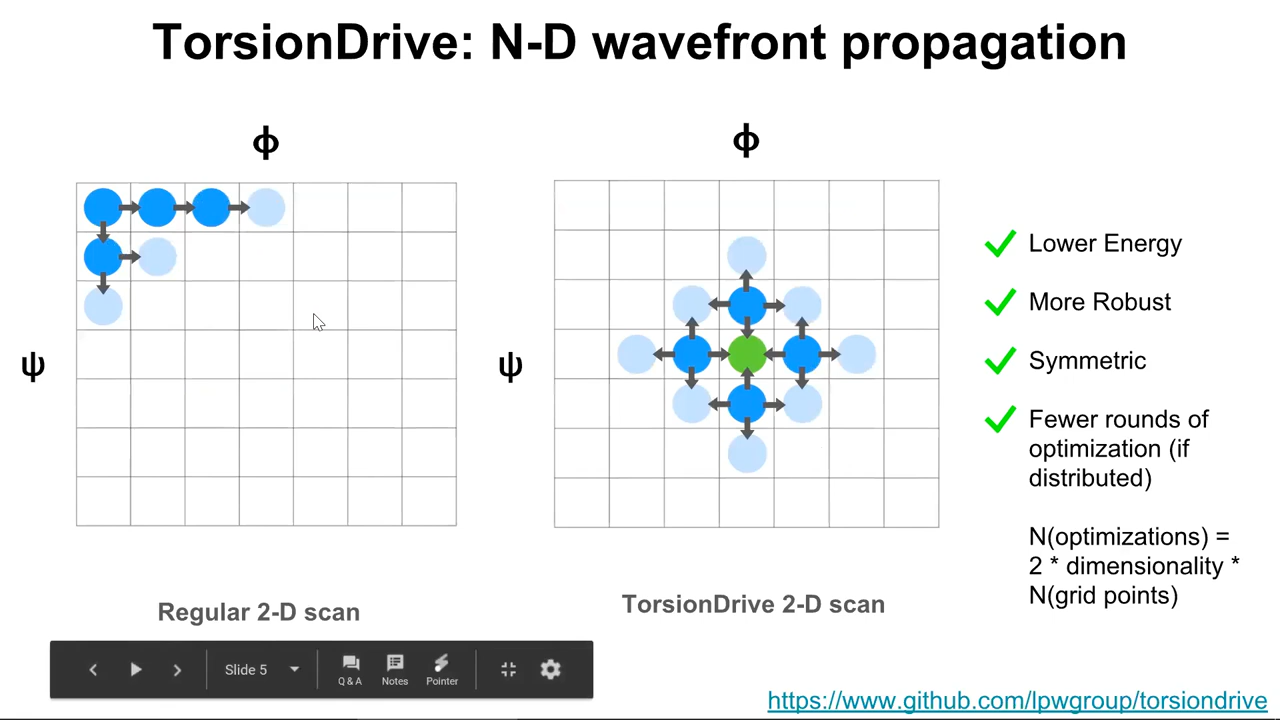 TorsionDrive: N-D wavefront propagation
ϕ
ψ
Regular 2-D scan
ϕ
ψ
TorsionDrive 2-D scan
Lower Energy
More Robust
Symmetric
Fewer rounds of
optimization (if
distributed)
N(optimizations) =
2 * dimensionality *
N(grid points)
Slide 5
Q & A
Notes
Pointer
https://www.github.com/lpwgroup/torsiondrive